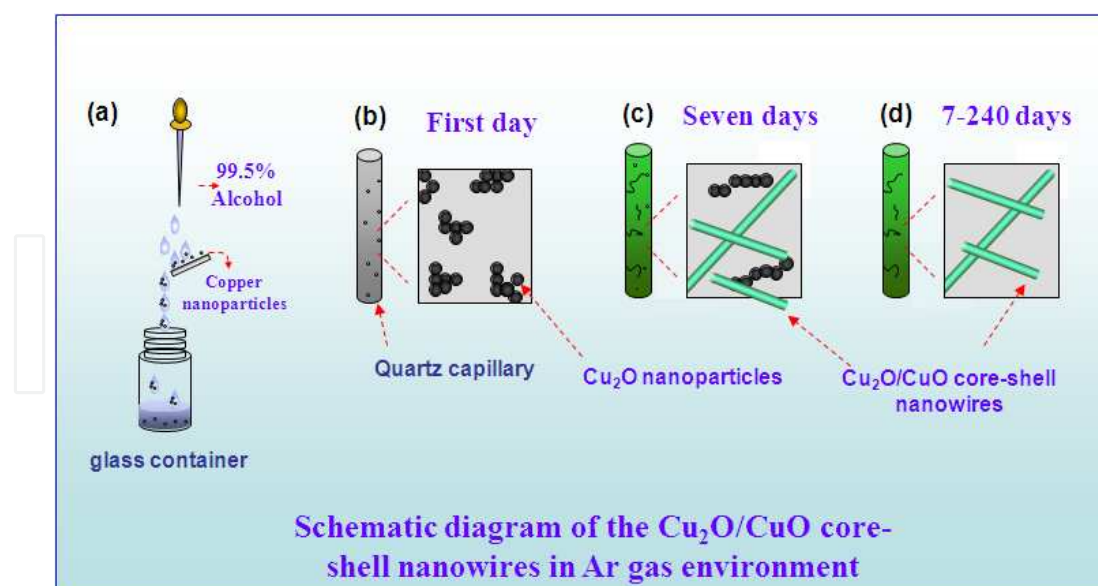 (a)
99.5%
Alcohol
Copper
nanoparticles
glass container
(b)
First day
Quartz capillary
Cu₂O nanoparticles
(c)
Seven days
(d)
7-240 days
Cu₂O/CuO core-shell
nanowires
Schematic diagram of the Cu₂O/CuO core-
shell nanowires in Ar gas environment